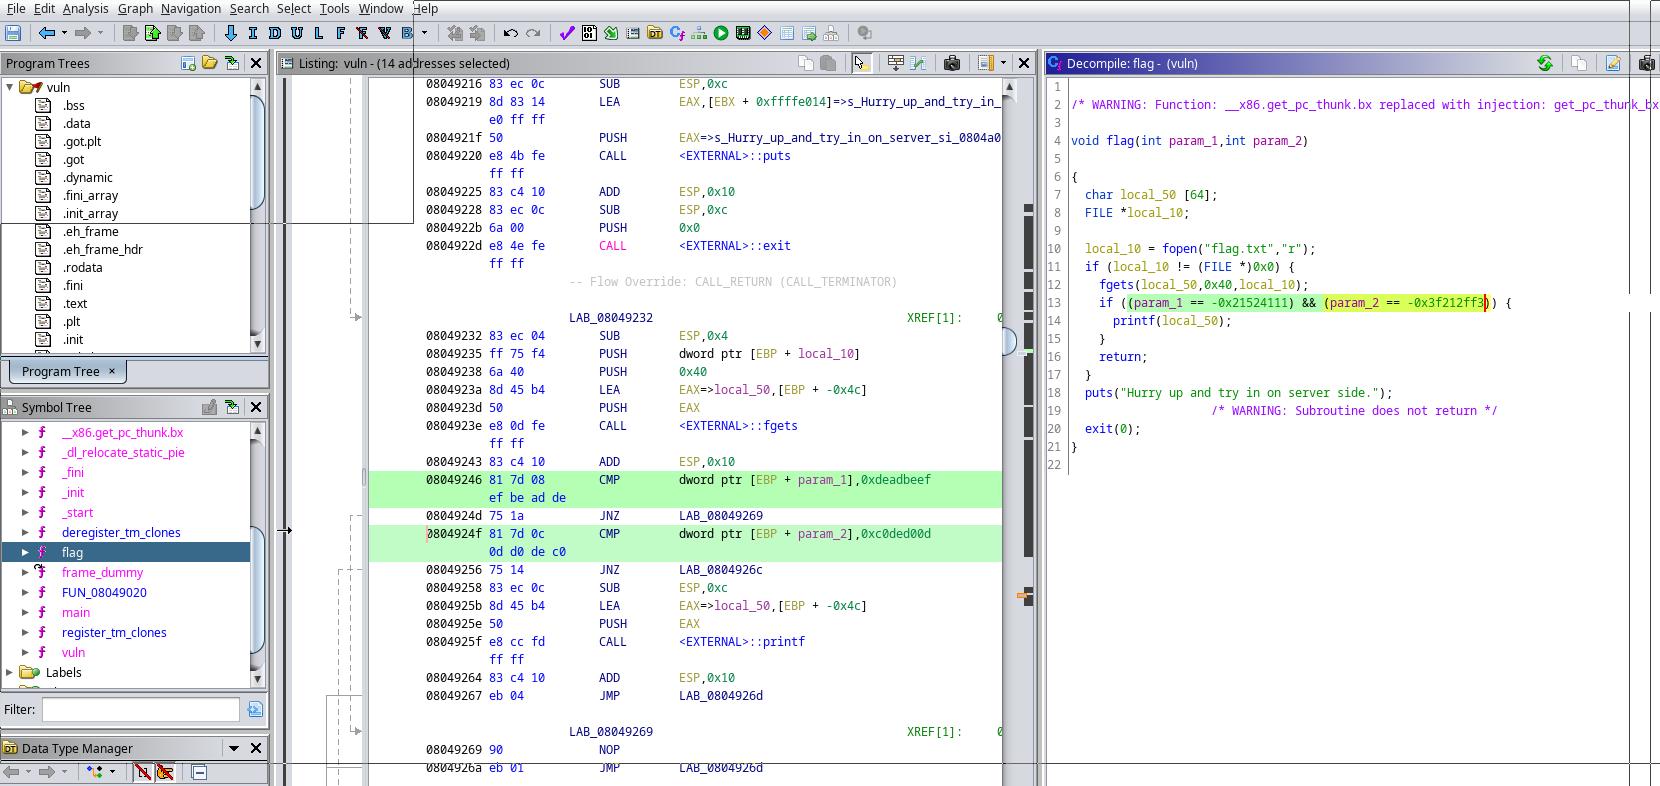 File Edit Analysis Graph Navigation Search Select Tools Window Help
I D U L F F V B
Program Trees
vuln
.bss
.data
.got.plt
.got
.dynamic
.fini_array
.init_array
.eh_frame
.eh_frame_hdr
.rodata
.fini
.text
.plt
.init
Program Tree ×
Symbol Tree
__x86.get_pc_thunk.bx
_dl_relocate_static_pie
_fini
_init
_start
deregister_tm_clones
flag
frame_dummy
FUN_08049020
main
register_tm_clones
vuln
Labels
Filter:
Data Type Manager
Listing: vuln - (14 addresses selected)
08049216 83 ec 0c SUB ESP,0xc
08049219 8d 83 14 LEA EAX,[EBX + 0xffffe014]=>s_Hurry_up_and_try_in_
e0 ff ff
0804921f 50 PUSH EAX=>s_Hurry_up_and_try_in_on_server_si_0804a0
08049220 e8 4b fe CALL <EXTERNAL>::puts
ff ff
08049225 83 c4 10 ADD ESP,0x10
08049228 83 ec 0c SUB ESP,0xc
0804922b 6a 00 PUSH 0x0
0804922d e8 4e fe CALL <EXTERNAL>::exit
ff ff
-- Flow Override: CALL_RETURN (CALL_TERMINATOR)
LAB_08049232 XREF[1]: 0
08049232 83 ec 04 SUB ESP,0x4
08049235 ff 75 f4 PUSH dword ptr [EBP + local_10]
08049238 6a 40 PUSH 0x40
0804923a 8d 45 b4 LEA EAX=>local_50,[EBP + -0x4c]
0804923d 50 PUSH EAX
0804923e e8 0d fe CALL <EXTERNAL>::fgets
ff ff
08049243 83 c4 10 ADD ESP,0x10
08049246 81 7d 08 CMP dword ptr [EBP + param_1],0xdeadbeef
ef be ad de
0804924d 75 1a JNZ LAB_08049269
0804924f 81 7d 0c CMP dword ptr [EBP + param_2],0xc0ded00d
0d d0 de c0
08049256 75 14 JNZ LAB_0804926c
08049258 83 ec 0c SUB ESP,0xc
0804925b 8d 45 b4 LEA EAX=>local_50,[EBP + -0x4c]
0804925e 50 PUSH EAX
0804925f e8 cc fd CALL <EXTERNAL>::printf
ff ff
08049264 83 c4 10 ADD ESP,0x10
08049267 eb 04 JMP LAB_0804926d
LAB_08049269 XREF[1]: 0
08049269 90 NOP
0804926a eb 01 JMP LAB_0804926d
Decompile: flag - (vuln)
1
2 /* WARNING: Function: __x86.get_pc_thunk.bx replaced with injection: get_pc_thunk_bx
3
4 void flag(int param_1,int param_2)
5
6 {
7 char local_50 [64];
8 FILE *local_10;
9
10 local_10 = fopen("flag.txt","r");
11 if (local_10 != (FILE *)0x0) {
12 fgets(local_50,0x40,local_10);
13 if ((param_1 == -0x21524111) && (param_2 == -0x3f212ff3)) {
14 printf(local_50);
15 }
16 return;
17 }
18 puts("Hurry up and try in on server side.");
19 /* WARNING: Subroutine does not return */
20 exit(0);
21 }
22